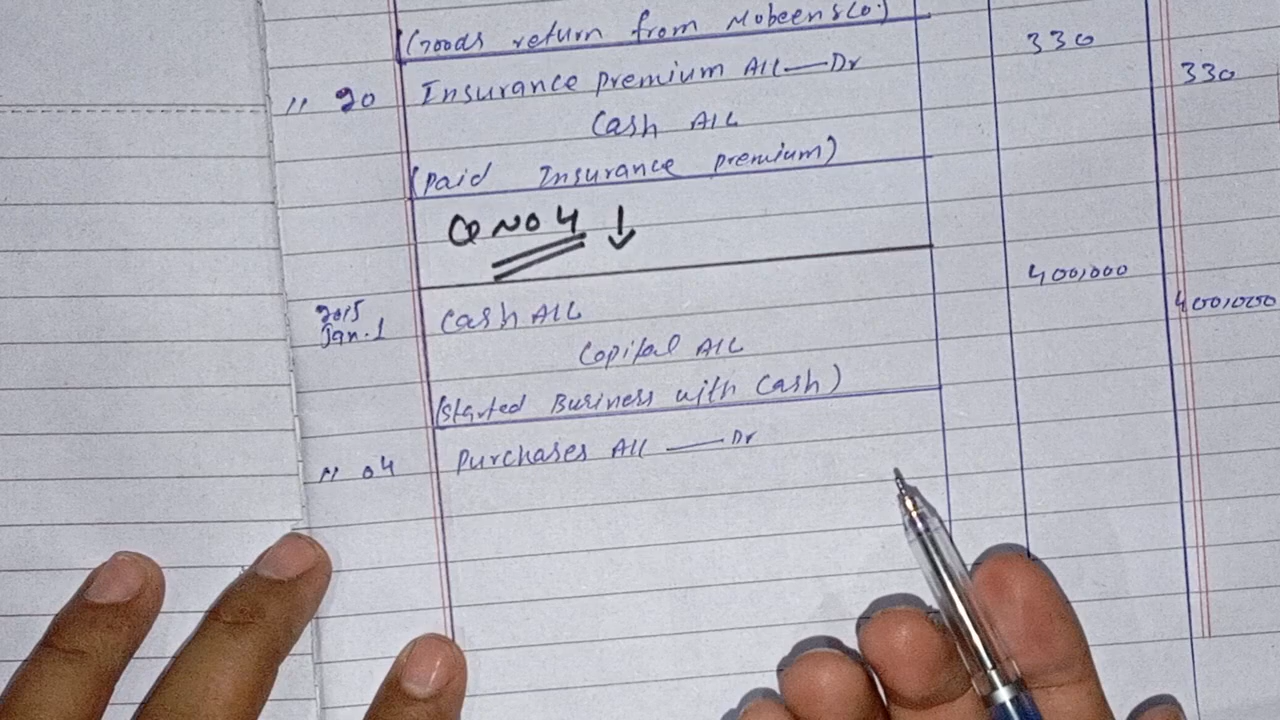 (Goods return from Mobeen & Co.)
330
'' 20 Insurance premium A/C — Dr
330
Cash A/C
(paid Insurance premium)
Q NO 4 ↓
400,000
2015
Jan. 1 Cash A/C
400,000
Capital A/C
(started Business with Cash)
'' 04 Purchases A/C — Dr